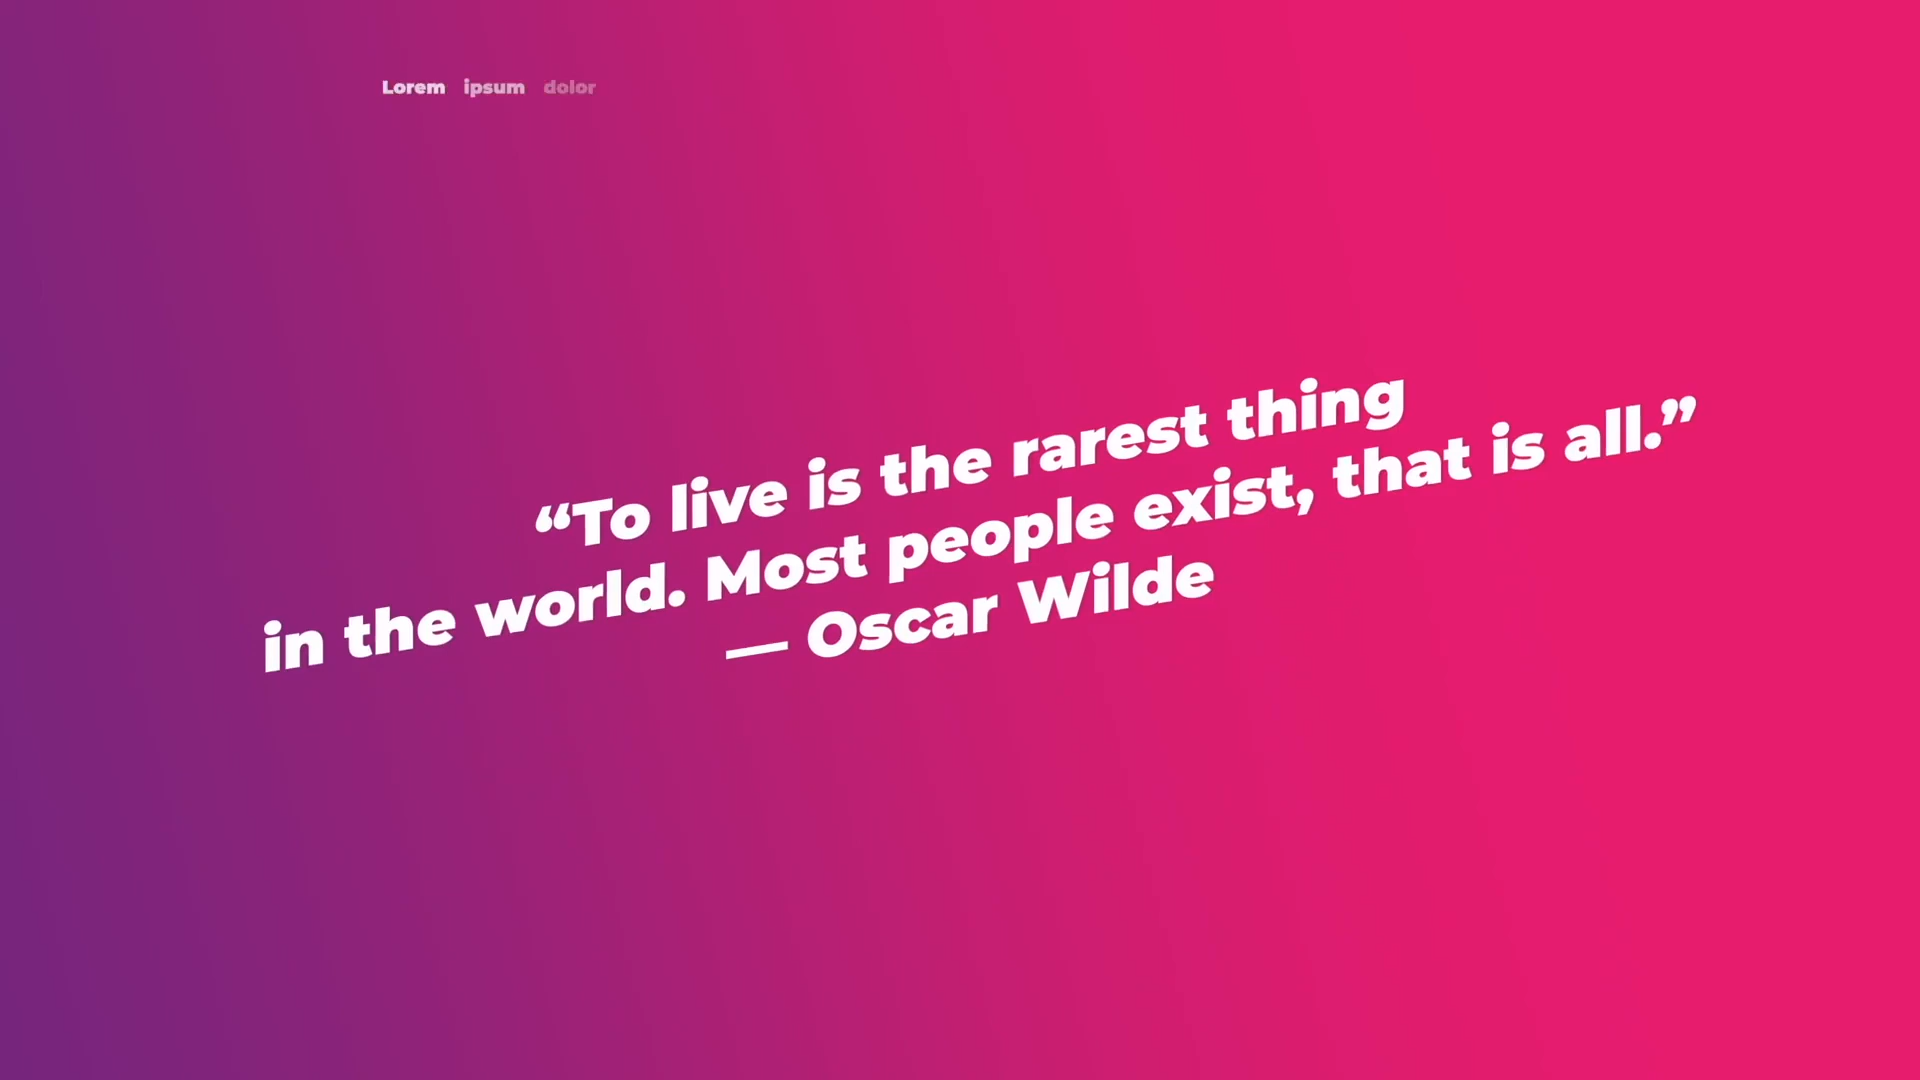 Lorem ipsum dolor
“To live is the rarest thing
in the world. Most people exist, that is all.”
— Oscar Wilde